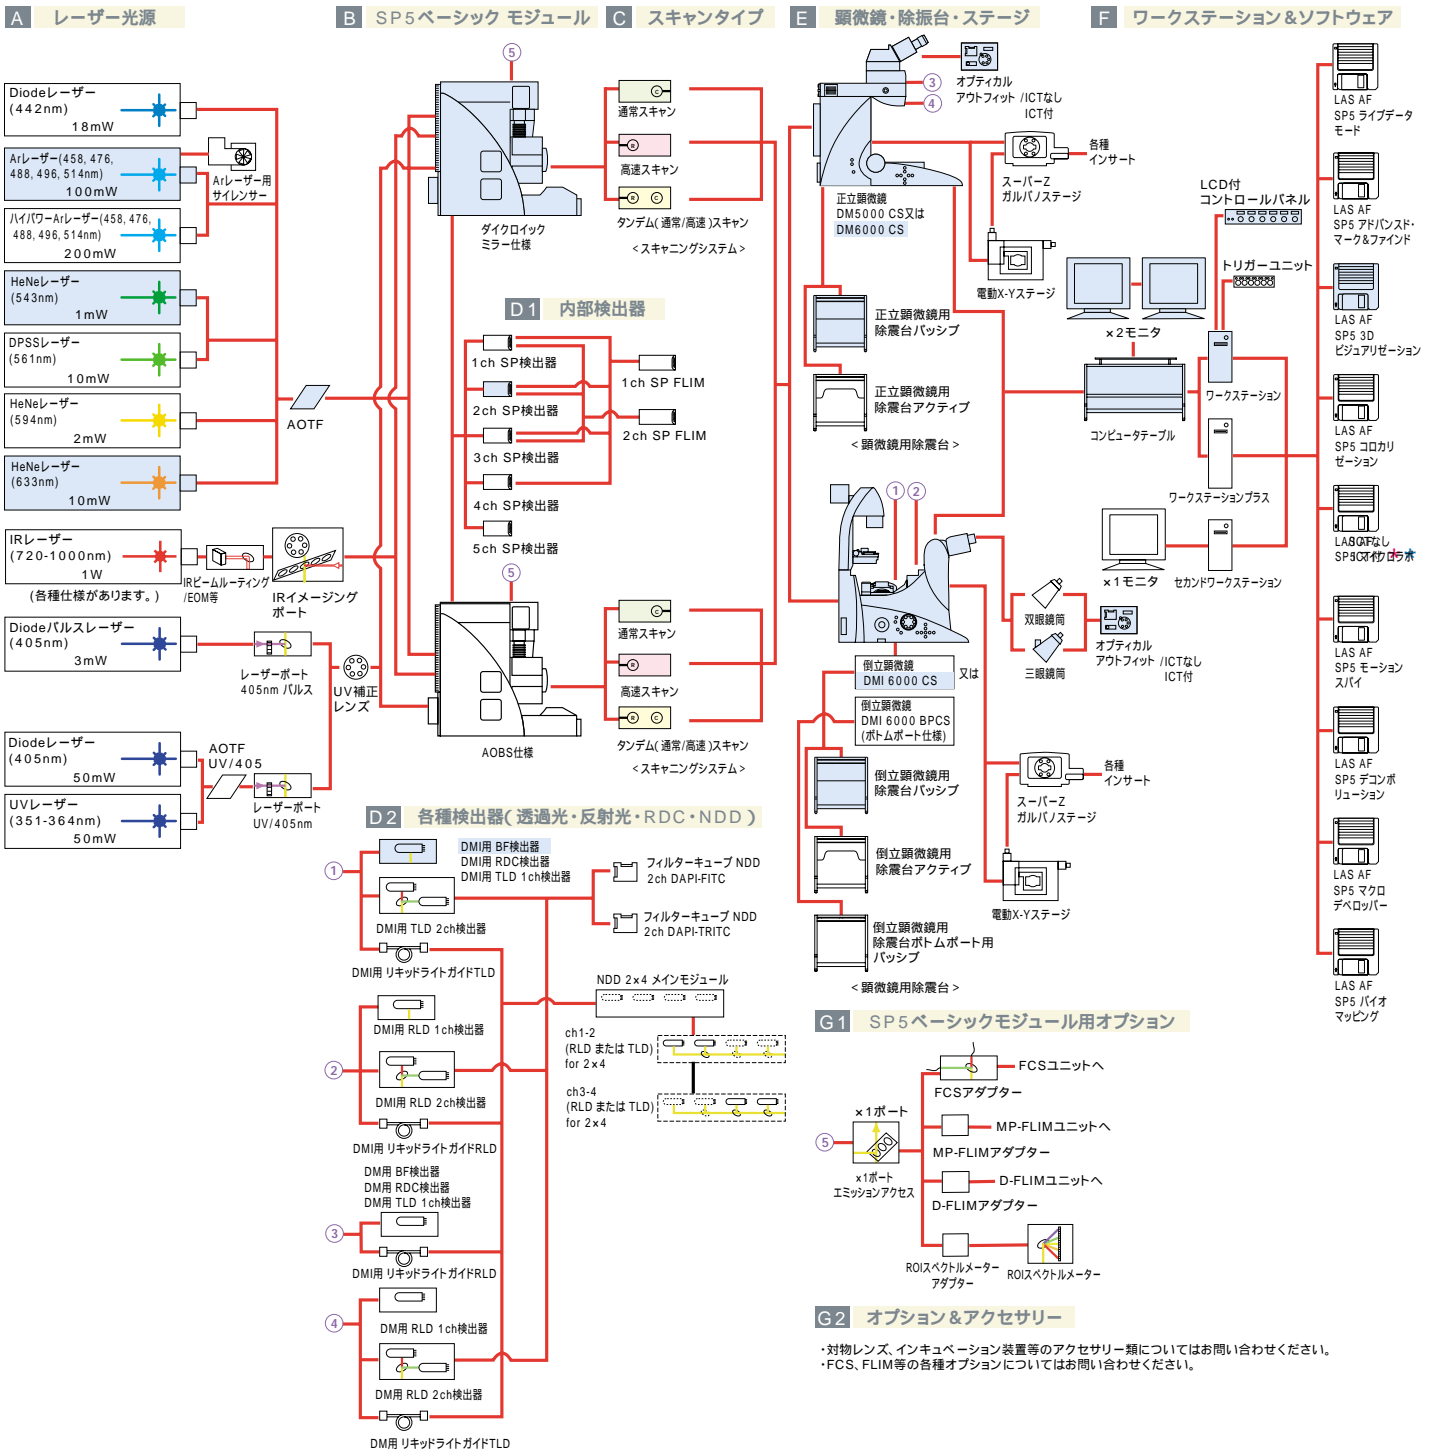 A レーザー光源
Diodeレーザー
(442nm)
18mW
Arレーザー(458, 476,
488, 496, 514nm)
100mW
Arレーザー用
サイレンサー
ハイパワーArレーザー(458, 476,
488, 496, 514nm)
200mW
HeNeレーザー
(543nm)
1mW
DPSSレーザー
(561nm)
10mW
HeNeレーザー
(594nm)
2mW
HeNeレーザー
(633nm)
10mW
AOTF
IRレーザー
(720-1000nm)
1W
(各種仕様があります。)
IRビームルーティング
/EOM等
IRイメージング
ポート
Diodeパルスレーザー
(405nm)
3mW
レーザーポート
405nm パルス
UV補正
レンズ
Diodeレーザー
(405nm)
50mW
AOTF
UV/405
UVレーザー
(351-364nm)
50mW
レーザーポート
UV/405nm
B SP5ベーシック モジュール
5
ダイクロイック
ミラー仕様
5
AOBS仕様
C スキャンタイプ
C
通常スキャン
R
高速スキャン
R C
タンデム(通常/高速)スキャン
<スキャニングシステム>
C
通常スキャン
R
高速スキャン
R C
タンデム(通常/高速)スキャン
<スキャニングシステム>
D1 内部検出器
1ch SP検出器
2ch SP検出器
3ch SP検出器
4ch SP検出器
5ch SP検出器
1ch SP FLIM
2ch SP FLIM
D2 各種検出器(透過光・反射光・RDC・NDD)
1
DMI用 BF検出器
DMI用 RDC検出器
DMI用 TLD 1ch検出器
DMI用 TLD 2ch検出器
DMI用 リキッドライトガイドTLD
フィルターキューブ NDD
2ch DAPI-FITC
フィルターキューブ NDD
2ch DAPI-TRITC
NDD 2×4 メインモジュール
ch1-2
(RLD または TLD)
for 2×4
ch3-4
(RLD または TLD)
for 2×4
2
DMI用 RLD 1ch検出器
DMI用 RLD 2ch検出器
DMI用 リキッドライトガイドRLD
DM用 BF検出器
DM用 RDC検出器
DM用 TLD 1ch検出器
3
DMI用 リキッドライトガイドRLD
4
DM用 RLD 1ch検出器
DM用 RLD 2ch検出器
DM用 リキッドライトガイドTLD
E 顕微鏡・除振台・ステージ
3
4
オプティカル
アウトフィット /ICTなし
ICT付
正立顕微鏡
DM5000 CS又は
DM6000 CS
スーパーZ
ガルバノステージ
各種
インサート
電動X-Yステージ
正立顕微鏡用
除震台パッシブ
正立顕微鏡用
除震台アクティブ
<顕微鏡用除震台>
1 2
双眼鏡筒
三眼鏡筒
オプティカル
アウトフィット /ICTなし
ICT付
倒立顕微鏡
DMI 6000 CS
又は
倒立顕微鏡
DMI 6000 BPCS
(ボトムポート仕様)
スーパーZ
ガルバノステージ
各種
インサート
電動X-Yステージ
倒立顕微鏡用
除震台パッシブ
倒立顕微鏡用
除震台アクティブ
倒立顕微鏡用
除震台ボトムポート用
パッシブ
<顕微鏡用除震台>
F ワークステーション&ソフトウェア
LCD付
コントロールパネル
トリガーユニット
×2モニタ
コンピュータテーブル
ワークステーション
ワークステーションプラス
×1モニタ
セカンドワークステーション
LAS AF
SP5 ライブデータ
モード
LAS AF
SP5 アドバンスド・
マーク&ファインド
LAS AF
SP5 3D
ビジュアリゼーション
LAS AF
SP5 コロカリ
ゼーション
LAS AF
LAS AF
SP5 モーション
スパイ
LAS AF
SP5 デコンボ
リューション
LAS AF
SP5 マクロ
デベロッパー
LAS AF
SP5 バイオ
マッピング
G1 SP5ベーシックモジュール用オプション
5
×1ポート
×1ポート
エミッションアクセス
FCSユニットへ
FCSアダプター
MP-FLIMユニットへ
MP-FLIMアダプター
D-FLIMユニットへ
D-FLIMアダプター
ROIスペクトルメーター
アダプター
ROIスペクトルメーター
G2 オプション&アクセサリー
・対物レンズ、インキュベーション装置等のアクセサリー類についてはお問い合わせください。
・FCS、FLIM等の各種オプションについてはお問い合わせください。